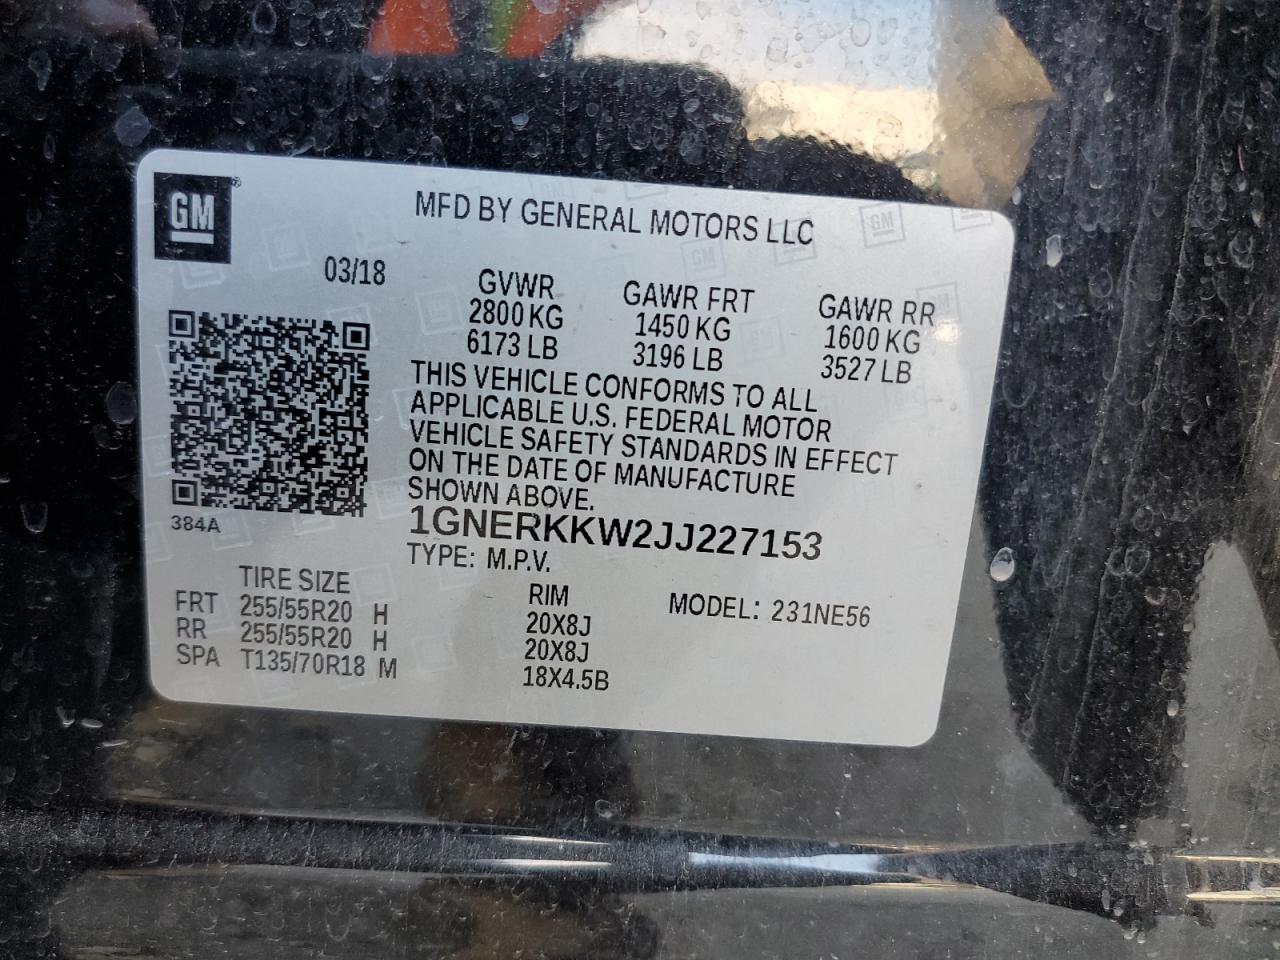 GM
MFD BY GENERAL MOTORS LLC
03/18
GVWR GAWR FRT GAWR RR
2800 KG 1450 KG 1600 KG
6173 LB 3196 LB 3527 LB
THIS VEHICLE CONFORMS TO ALL
APPLICABLE U.S. FEDERAL MOTOR
VEHICLE SAFETY STANDARDS IN EFFECT
ON THE DATE OF MANUFACTURE
SHOWN ABOVE.
384A
1GNERKKW2JJ227153
TYPE: M.P.V.
TIRE SIZE RIM MODEL: 231NE56
FRT 255/55R20 H 20X8J
RR 255/55R20 H 20X8J
SPA T135/70R18 M 18X4.5B